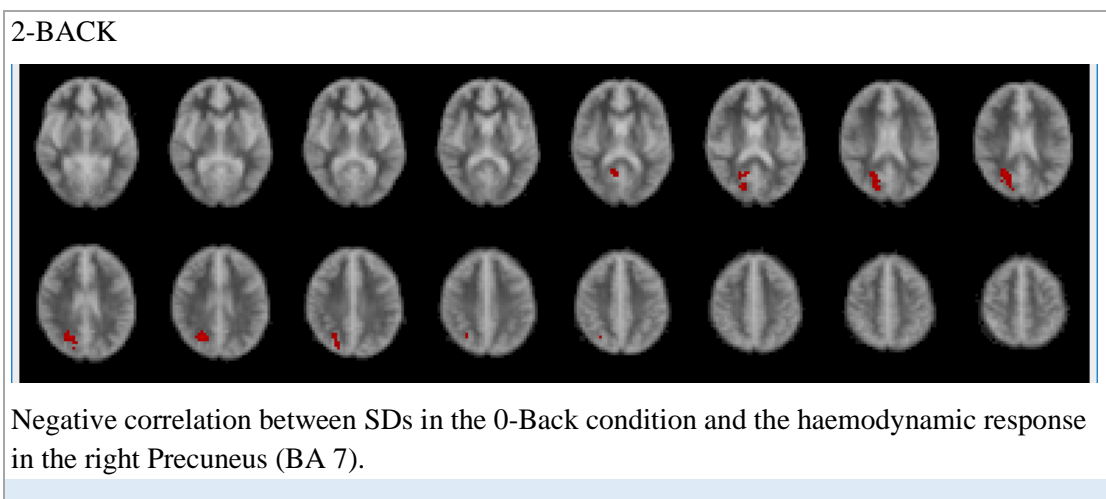 2-BACK
Negative correlation between SDs in the 0-Back condition and the haemodynamic response
in the right Precuneus (BA 7).